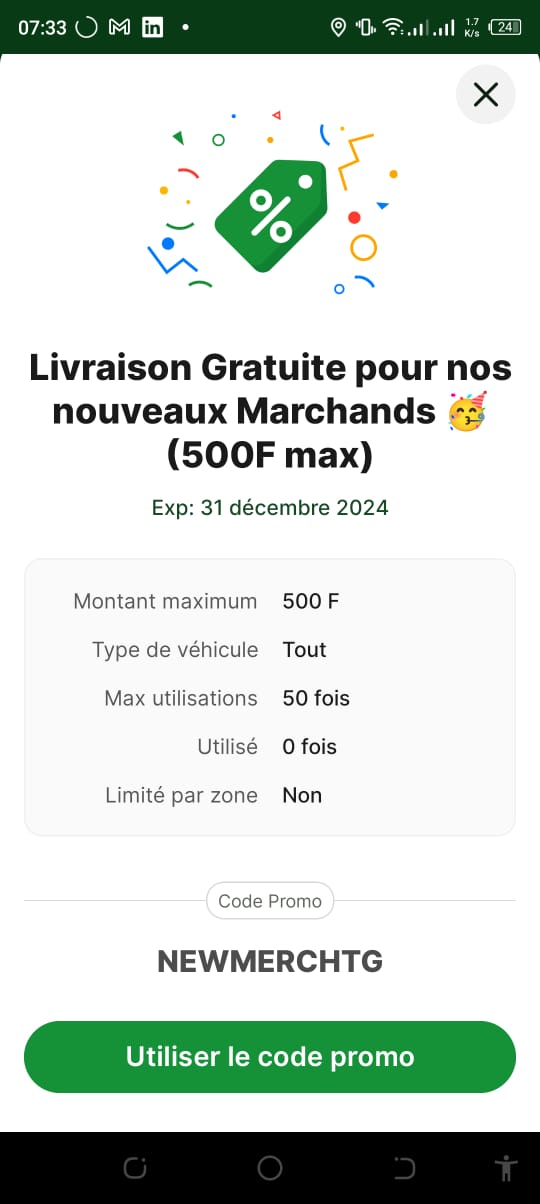 07:33
1.7
K/s
24
%
Livraison Gratuite pour nos
nouveaux Marchands 🥳
(500F max)
Exp: 31 décembre 2024
Montant maximum 500 F
Type de véhicule Tout
Max utilisations 50 fois
Utilisé 0 fois
Limité par zone Non
Code Promo
NEWMERCHTG
Utiliser le code promo